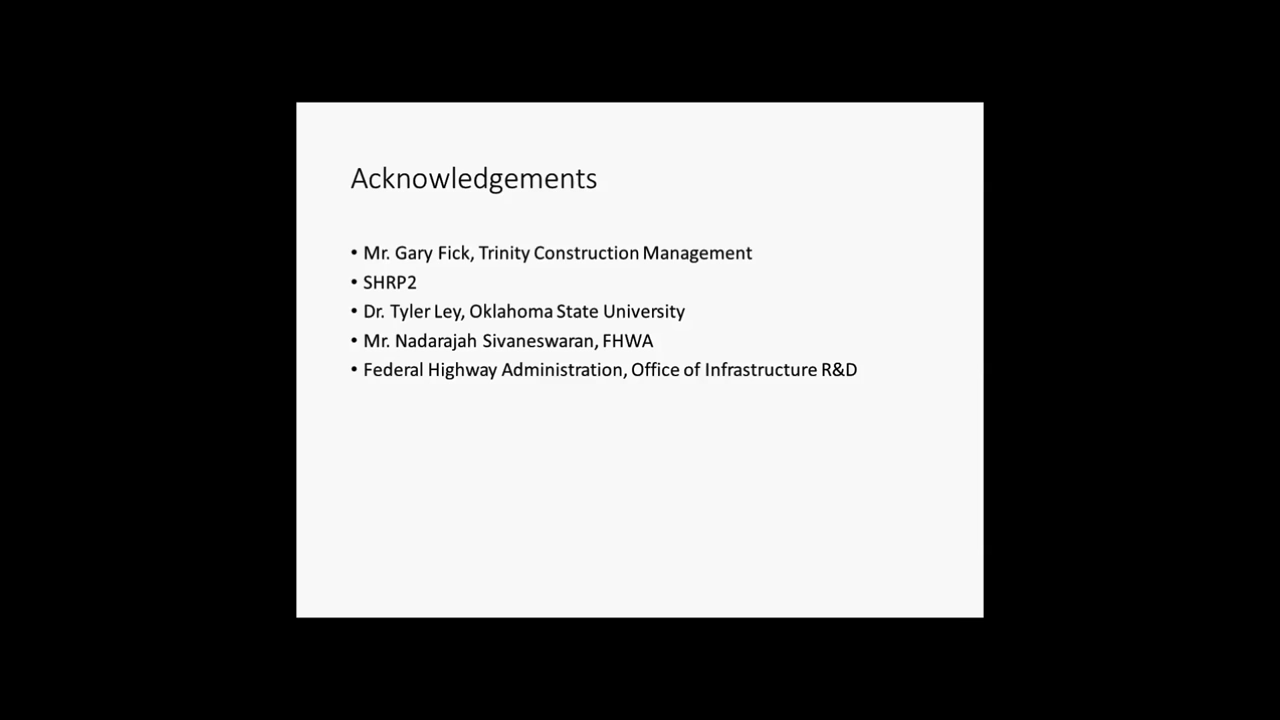 Acknowledgements
• Mr. Gary Fick, Trinity Construction Management
• SHRP2
• Dr. Tyler Ley, Oklahoma State University
• Mr. Nadarajah Sivaneswaran, FHWA
• Federal Highway Administration, Office of Infrastructure R&D